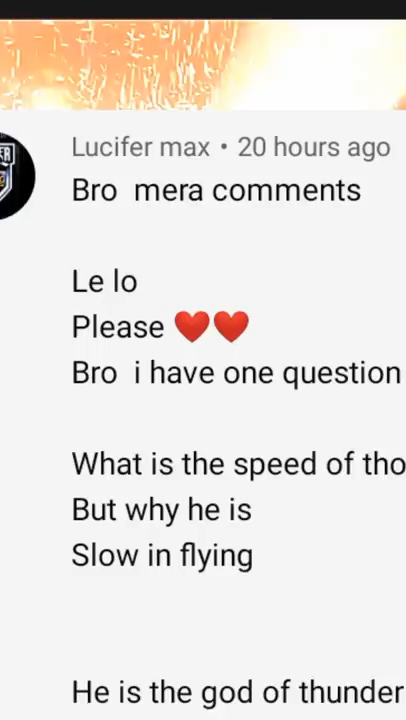 Lucifer max • 20 hours ago
Bro mera comments
Le lo
Please ❤️❤️
Bro i have one question
What is the speed of
But why he is
Slow in flying
He is the god of thunder